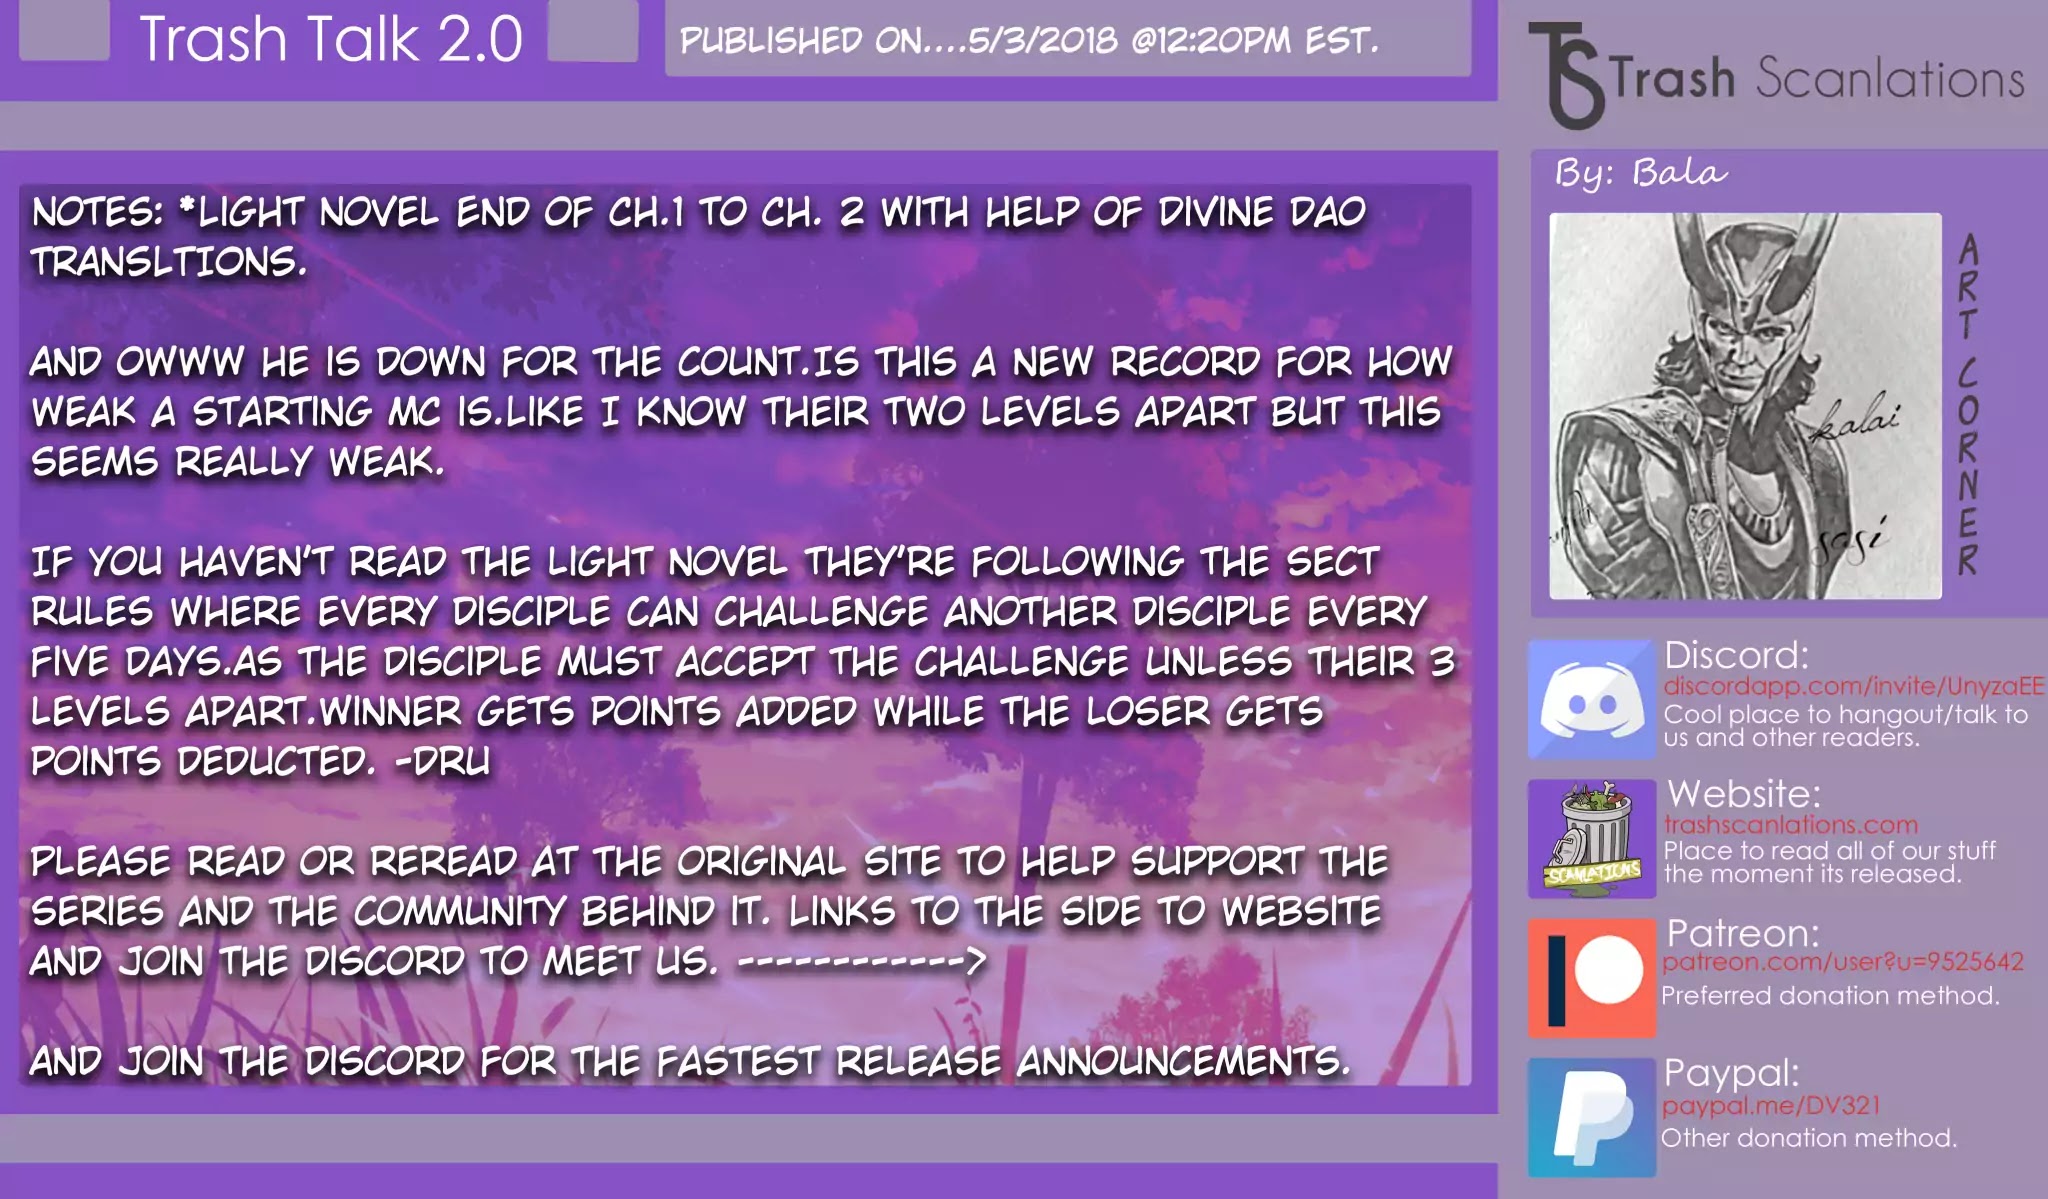 Trash Talk 2.0
PUBLISHED ON....5/3/2018 @12:20PM EST.
NOTES: *LIGHT NOVEL END OF CH.1 TO CH. 2 WITH HELP OF DIVINE DAO
TRANSLTIONS.
AND OWWW HE IS DOWN FOR THE COUNT.IS THIS A NEW RECORD FOR HOW
WEAK A STARTING MC IS.LIKE I KNOW THEIR TWO LEVELS APART BUT THIS
SEEMS REALLY WEAK.
IF YOU HAVEN'T READ THE LIGHT NOVEL THEY'RE FOLLOWING THE SECT
RULES WHERE EVERY DISCIPLE CAN CHALLENGE ANOTHER DISCIPLE EVERY
FIVE DAYS.AS THE DISCIPLE MUST ACCEPT THE CHALLENGE UNLESS THEIR 3
LEVELS APART.WINNER GETS POINTS ADDED WHILE THE LOSER GETS
POINTS DEDUCTED. -DRU
PLEASE READ OR REREAD AT THE ORIGINAL SITE TO HELP SUPPORT THE
SERIES AND THE COMMUNITY BEHIND IT. LINKS TO THE SIDE TO WEBSITE
AND JOIN THE DISCORD TO MEET US. ------------>
AND JOIN THE DISCORD FOR THE FASTEST RELEASE ANNOUNCEMENTS.
TS Trash Scanlations
By: Bala
ART CORNER
kalai
sasi
Discord:
discordapp.com/invite/UnyzaEE
Cool place to hangout/talk to
us and other readers.
SCANLATIONS
Website:
trashscanlations.com
Place to read all of our stuff
the moment its released.
Patreon:
patreon.com/user?u=9525642
Preferred donation method.
Paypal:
paypal.me/DV321
Other donation method.